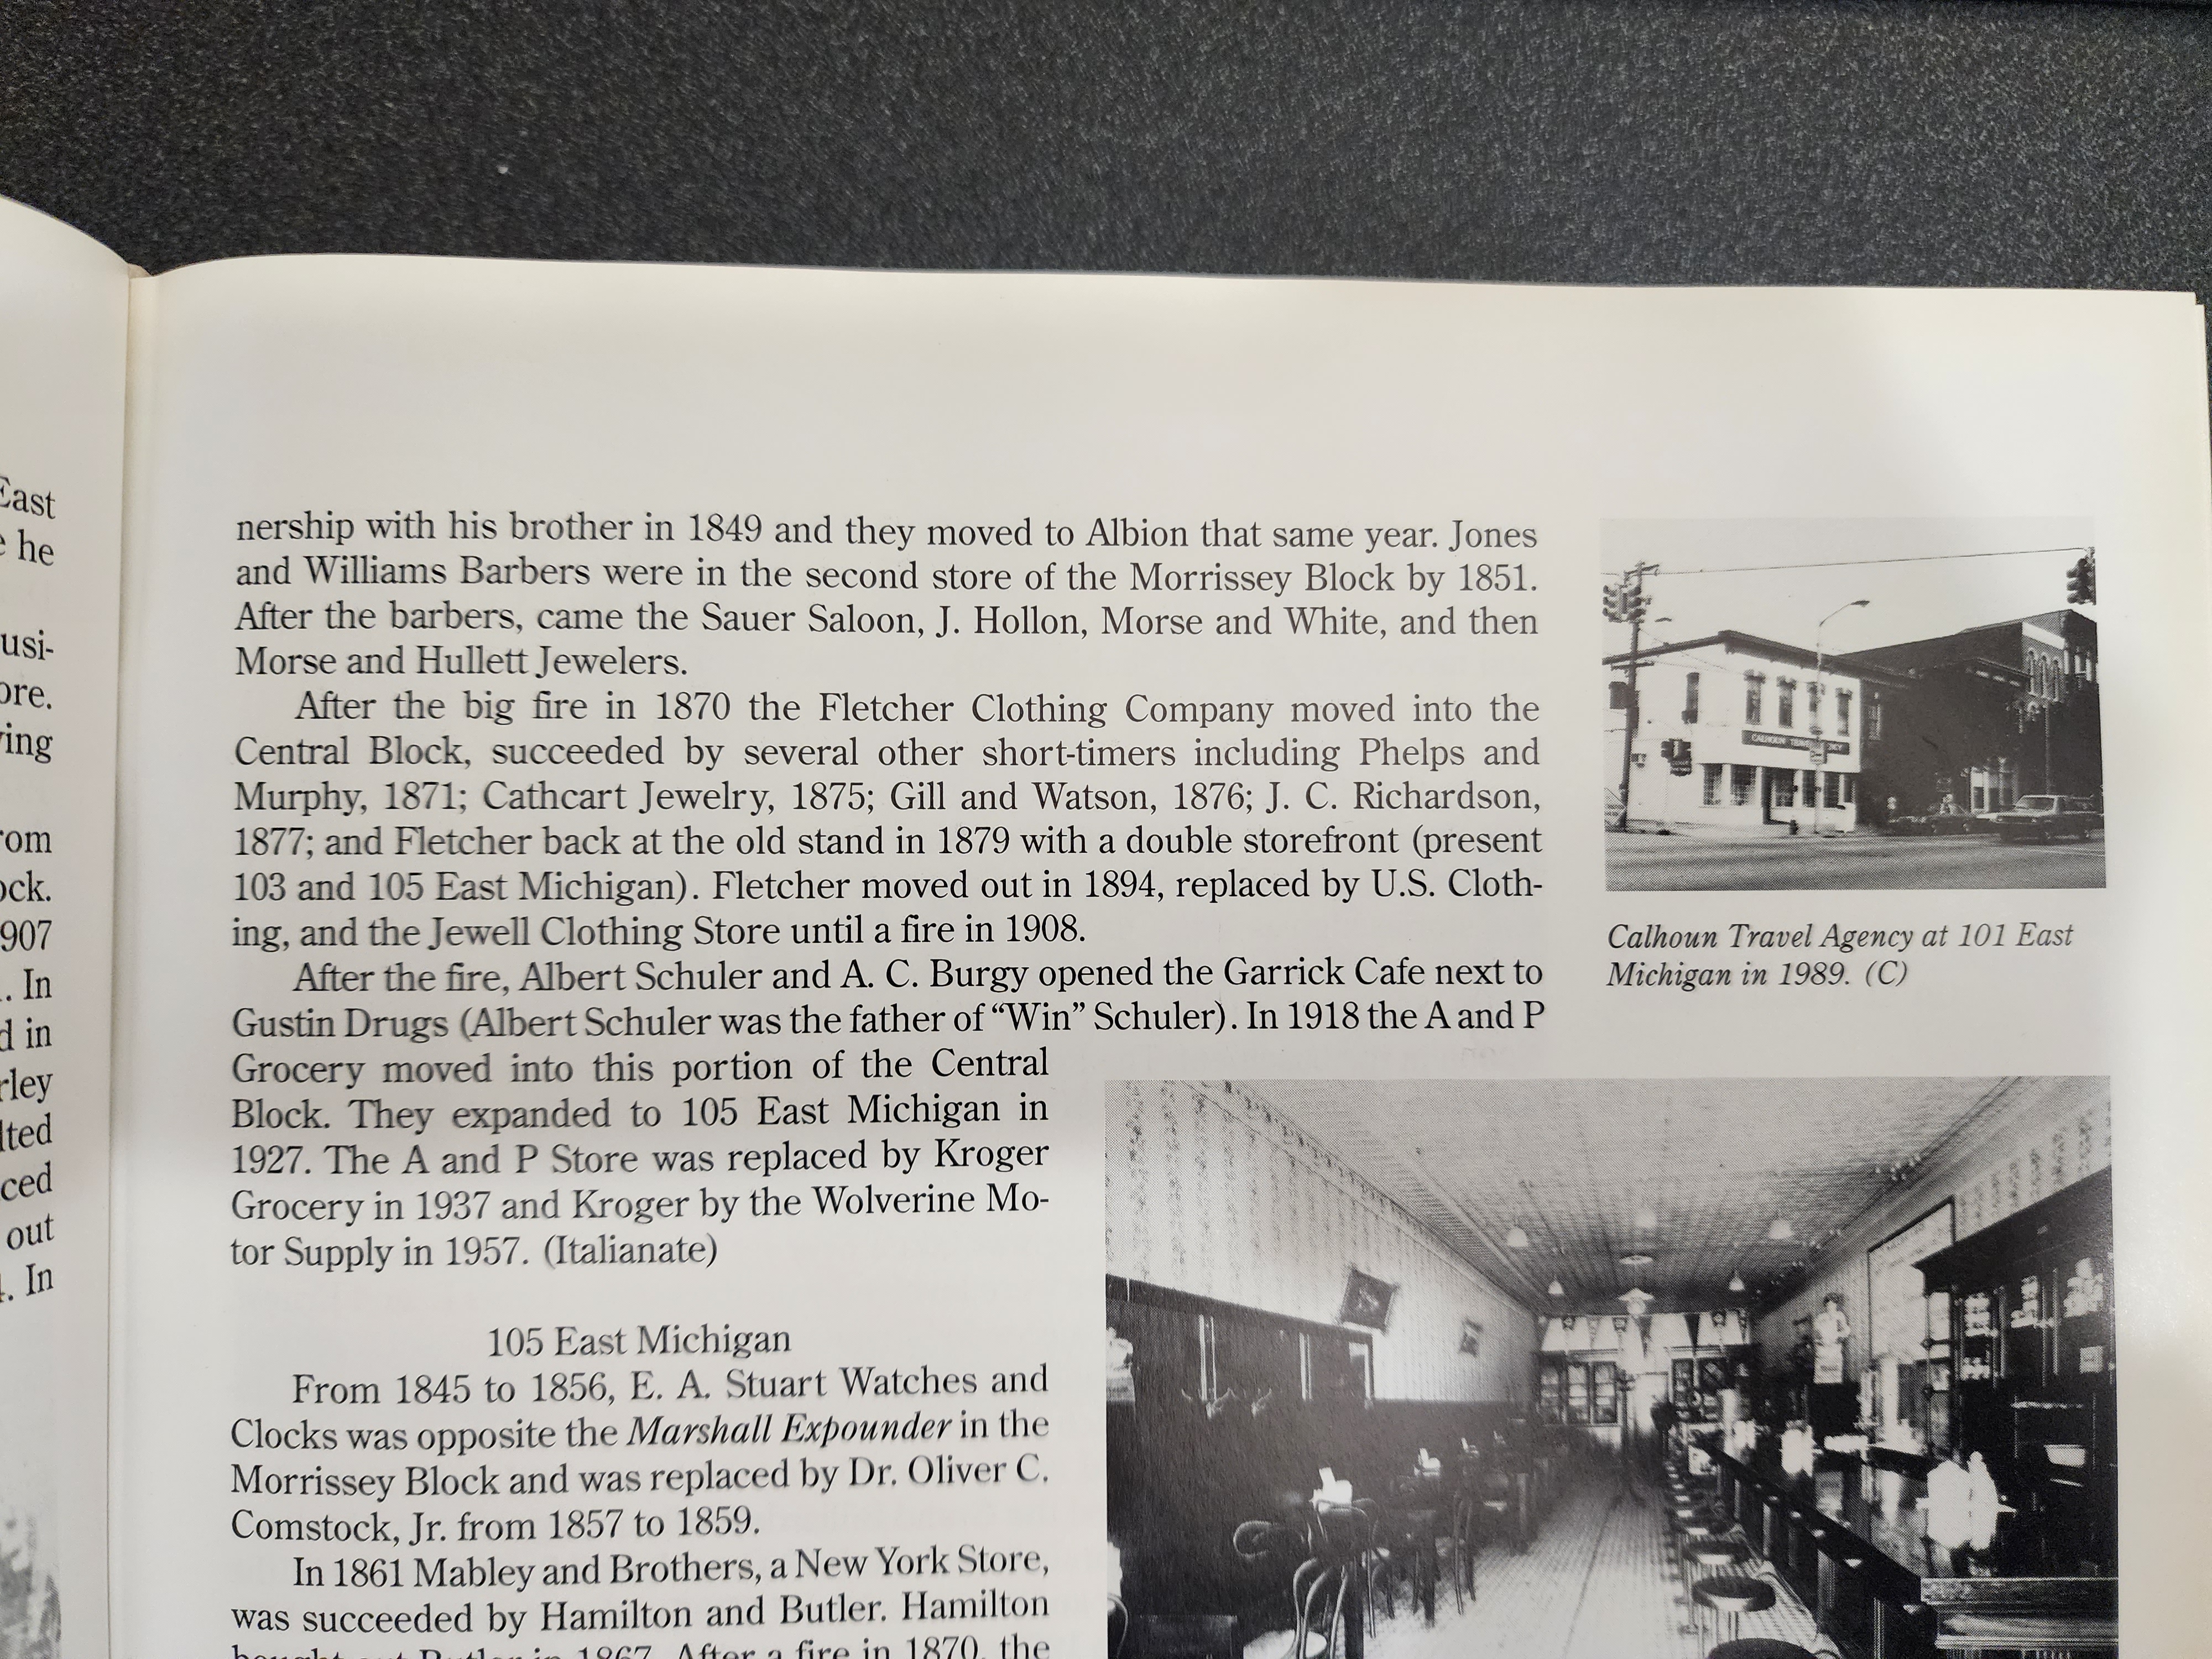 East
he
usi-
ore.
ving
rom
ock.
907
. In
d in
rley
lted
ced
out
. In
nership with his brother in 1849 and they moved to Albion that same year. Jones
and Williams Barbers were in the second store of the Morrissey Block by 1851.
After the barbers, came the Sauer Saloon, J. Hollon, Morse and White, and then
Morse and Hullett Jewelers.
After the big fire in 1870 the Fletcher Clothing Company moved into the
Central Block, succeeded by several other short-timers including Phelps and
Murphy, 1871; Cathcart Jewelry, 1875; Gill and Watson, 1876; J. C. Richardson,
1877; and Fletcher back at the old stand in 1879 with a double storefront (present
103 and 105 East Michigan). Fletcher moved out in 1894, replaced by U.S. Cloth-
ing, and the Jewell Clothing Store until a fire in 1908.
After the fire, Albert Schuler and A. C. Burgy opened the Garrick Cafe next to
Gustin Drugs (Albert Schuler was the father of “Win” Schuler). In 1918 the A and P
Grocery moved into this portion of the Central
Block. They expanded to 105 East Michigan in
1927. The A and P Store was replaced by Kroger
Grocery in 1937 and Kroger by the Wolverine Mo-
tor Supply in 1957. (Italianate)
105 East Michigan
From 1845 to 1856, E. A. Stuart Watches and
Clocks was opposite the Marshall Expounder in the
Morrissey Block and was replaced by Dr. Oliver C.
Comstock, Jr. from 1857 to 1859.
In 1861 Mabley and Brothers, a New York Store,
was succeeded by Hamilton and Butler. Hamilton
bought out Butler in 1867. After a fire in 1870, the
CALHOUN
Calhoun Travel Agency at 101 East
Michigan in 1989. (C)